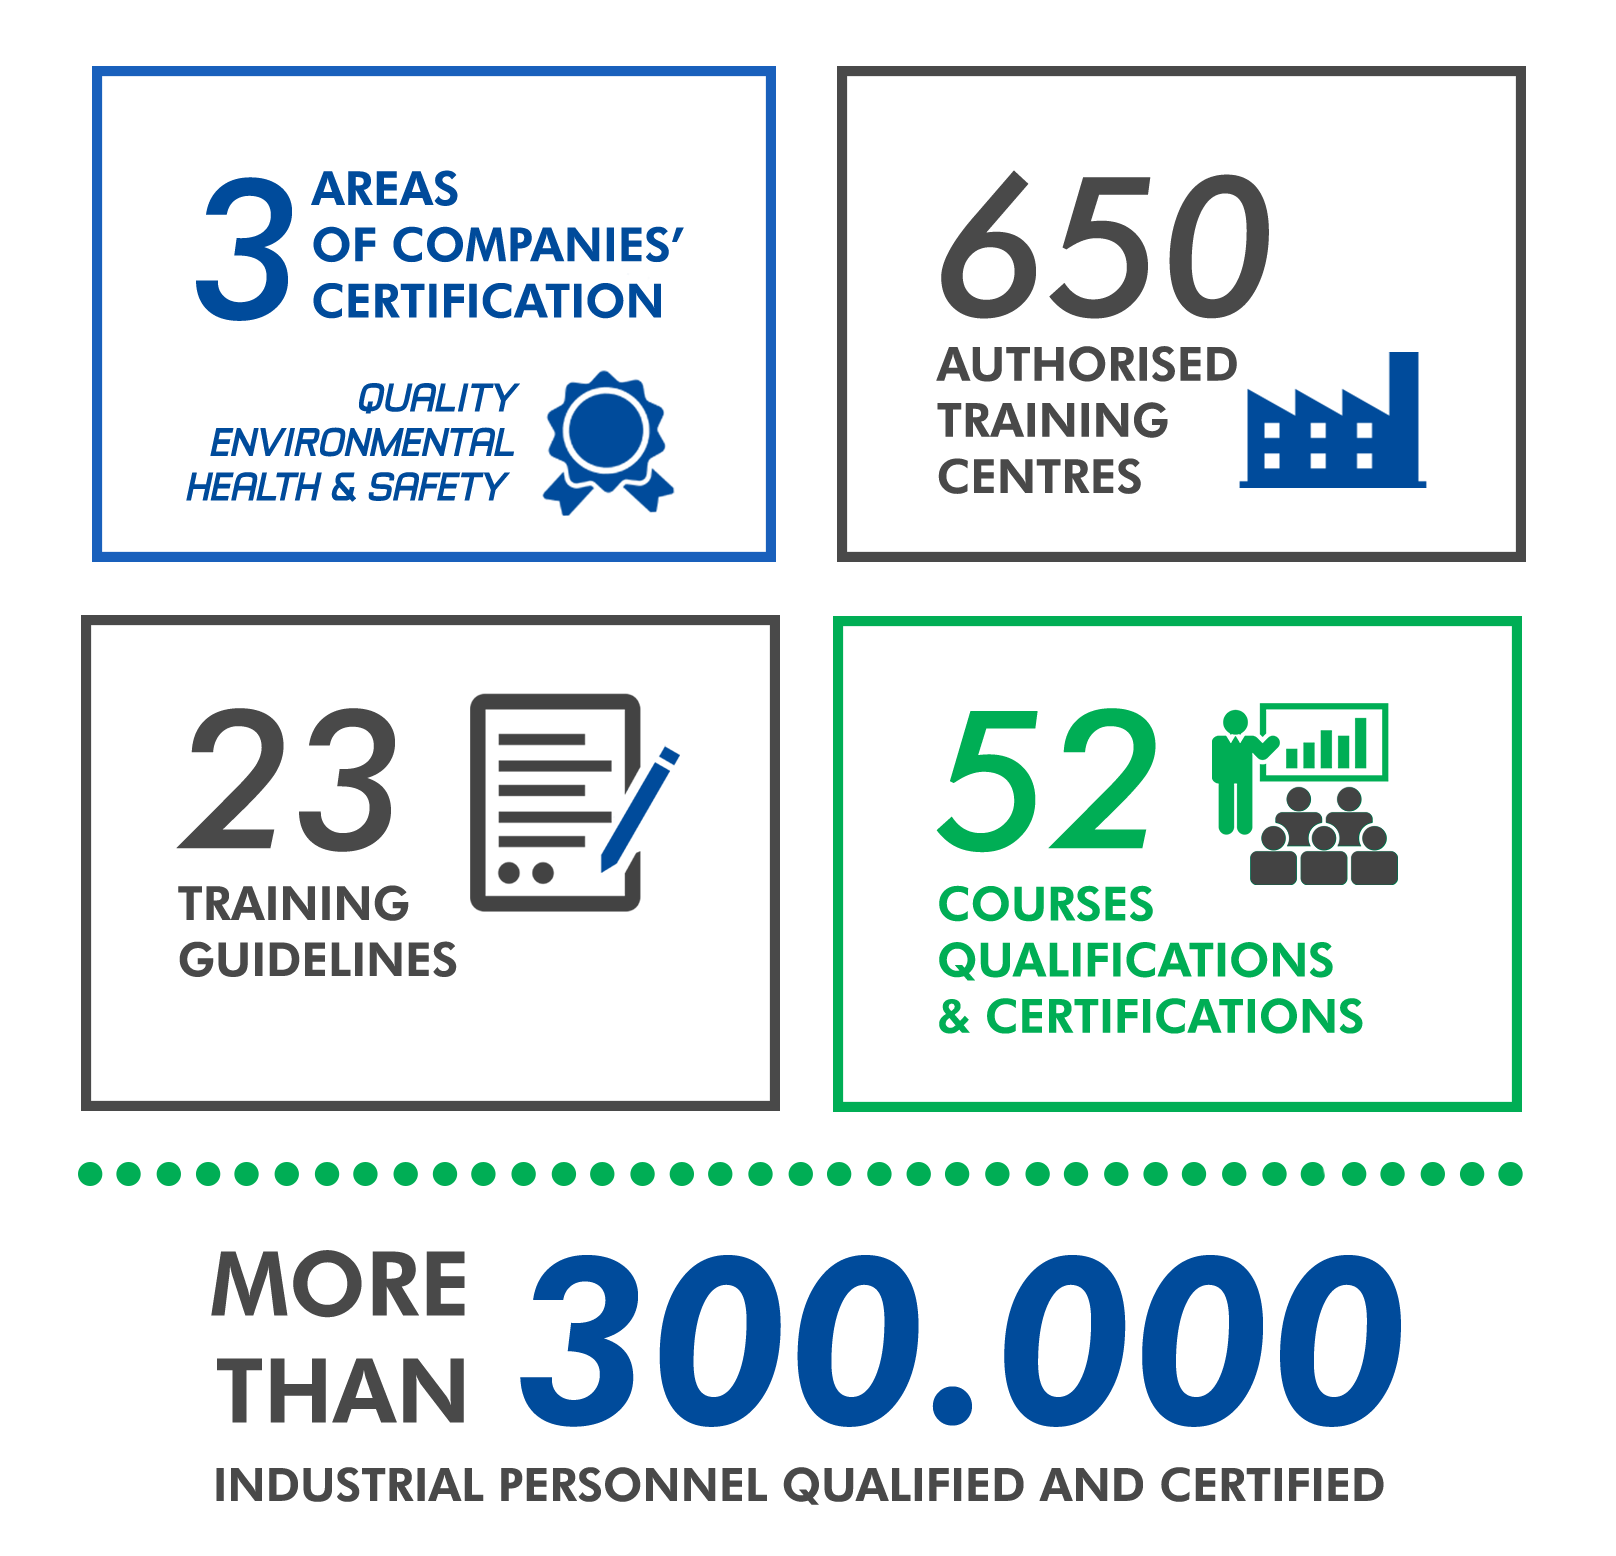 3
AREAS
OF COMPANIES’
CERTIFICATION
QUALITY
ENVIRONMENTAL
HEALTH & SAFETY
650
AUTHORISED
TRAINING
CENTRES
23
TRAINING
GUIDELINES
52
COURSES
QUALIFICATIONS
& CERTIFICATIONS
MORE
THAN
300.000
INDUSTRIAL PERSONNEL QUALIFIED AND CERTIFIED